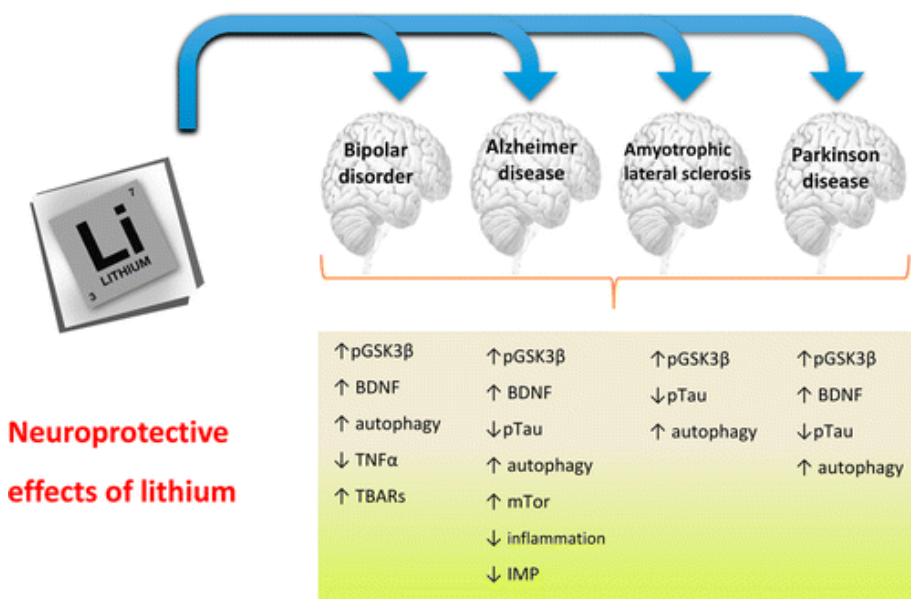 Bipolar
disorder
Alzheimer
disease
Amyotrophic
lateral sclerosis
Parkinson
disease
7
Li
LITHIUM
3
Neuroprotective
effects of lithium
↑pGSK3β
↑ BDNF
↑ autophagy
↓ TNFα
↑ TBARs
↑pGSK3β
↑ BDNF
↓pTau
↑ autophagy
↑ mTor
↓ inflammation
↓ IMP
↑pGSK3β
↓pTau
↑ autophagy
↑pGSK3β
↑ BDNF
↓pTau
↑ autophagy